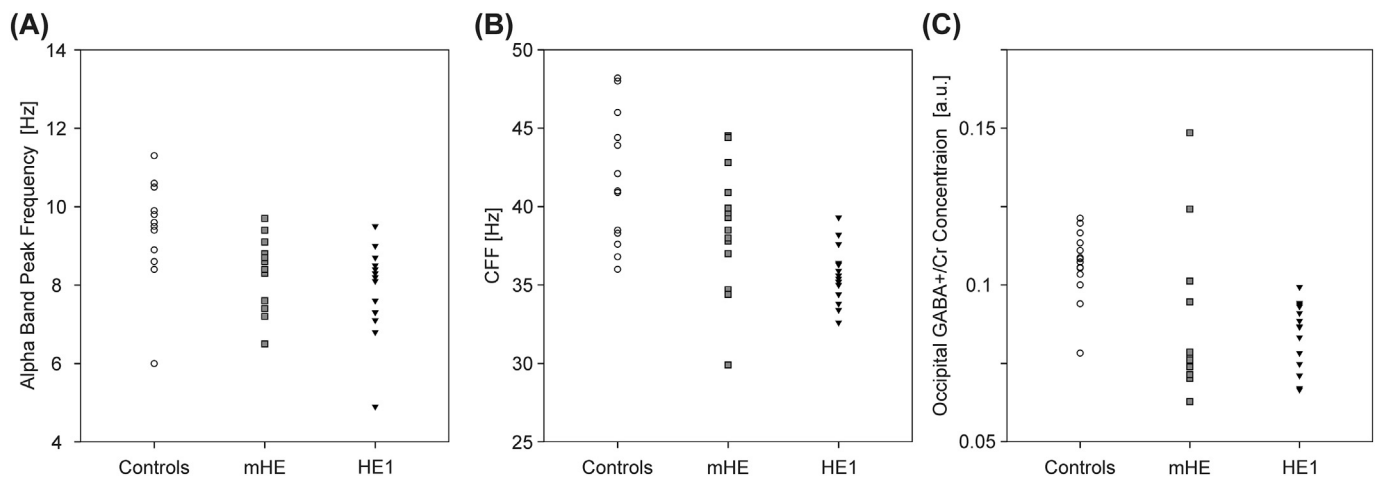 (A)
Alpha Band Peak Frequency [Hz]
14
12
10
8
6
4
Controls mHE HE1
(B)
CFF [Hz]
50
45
40
35
30
25
Controls mHE HE1
(C)
Occipital GABA+/Cr Concentraion [a.u.]
0.15
0.1
0.05
Controls mHE HE1